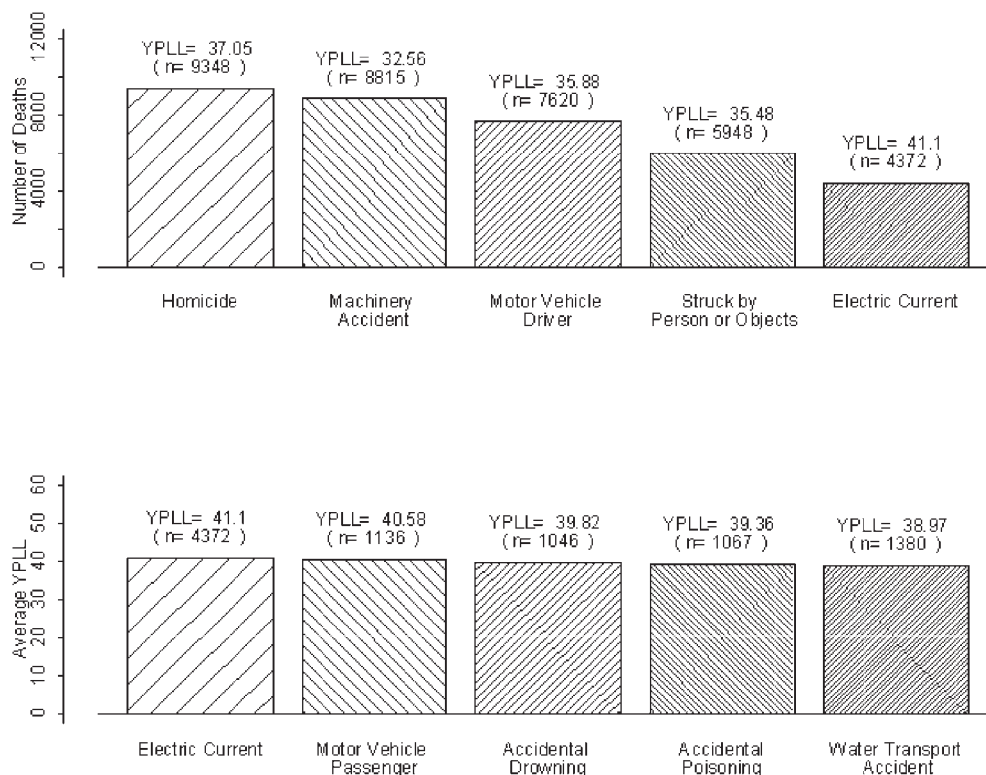 Number of Deaths
12000
8000
4000
0
YPLL= 37.05
( n= 9348 )
YPLL= 32.56
( n= 8815 )
YPLL= 35.88
( n= 7620 )
YPLL= 35.48
( n= 5948 )
YPLL= 41.1
( n= 4372 )
Homicide
Machinery
Accident
Motor Vehicle
Driver
Struck by
Person or Objects
Electric Current
Average YPLL
60
50
40
30
20
10
0
YPLL= 41.1
( n= 4372 )
YPLL= 40.58
( n= 1136 )
YPLL= 39.82
( n= 1046 )
YPLL= 39.36
( n= 1067 )
YPLL= 38.97
( n= 1380 )
Electric Current
Motor Vehicle
Passenger
Accidental
Drowning
Accidental
Poisoning
Water Transport
Accident